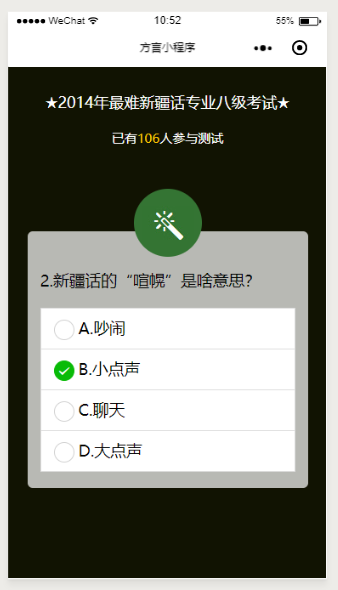 WeChat 10:52 55%
方言小程序
★2014年最难新疆话专业八级考试★
已有106人参与测试
2.新疆话的“喧幌”是啥意思?
A.吵闹
B.小点声
C.聊天
D.大点声